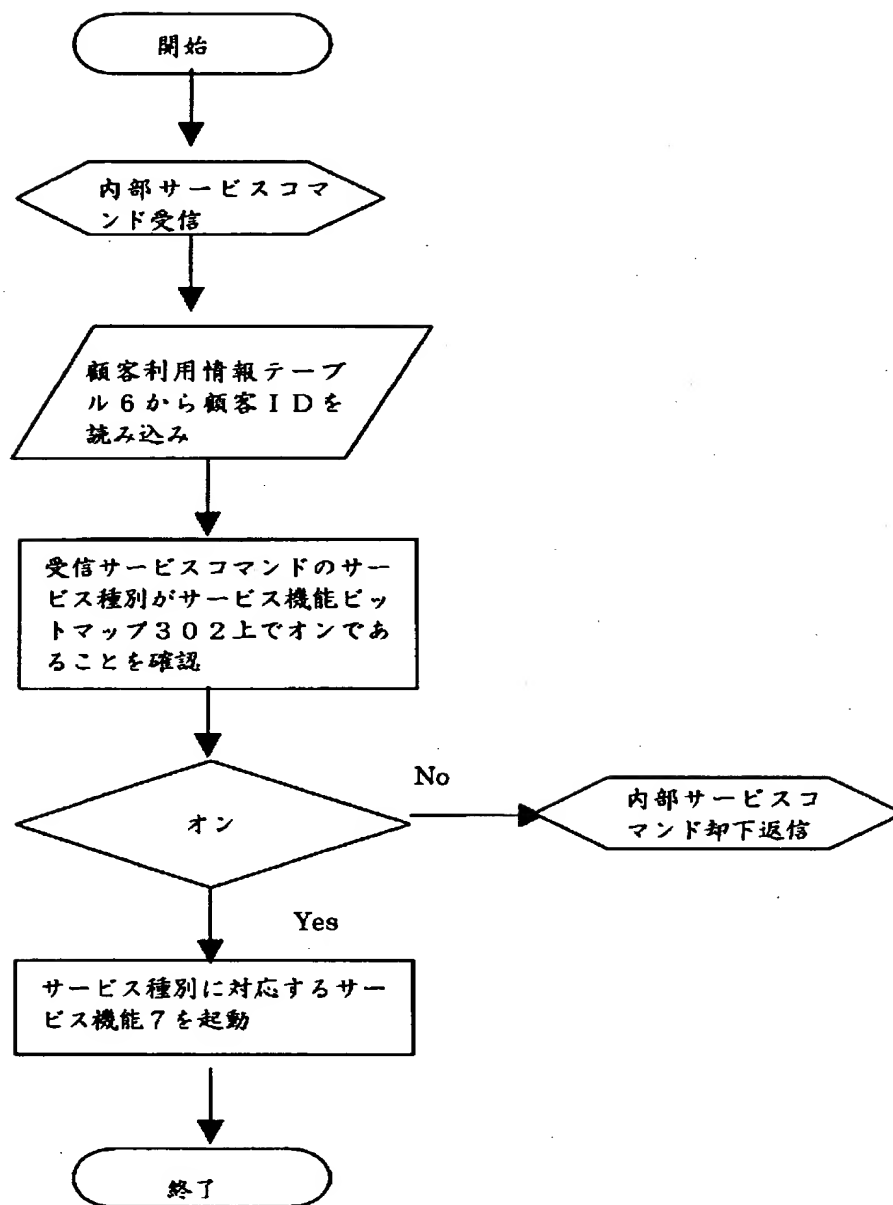 開始
内部サービスコマ
ンド受信
顧客利用情報テーブ
ル６から顧客ＩＤを
読み込み
受信サービスコマンドのサー
ビス種別がサービス機能ビッ
トマップ３０２上でオンであ
ることを確認
オン
No
内部サービスコ
マンド却下返信
Yes
サービス種別に対応するサー
ビス機能７を起動
終了